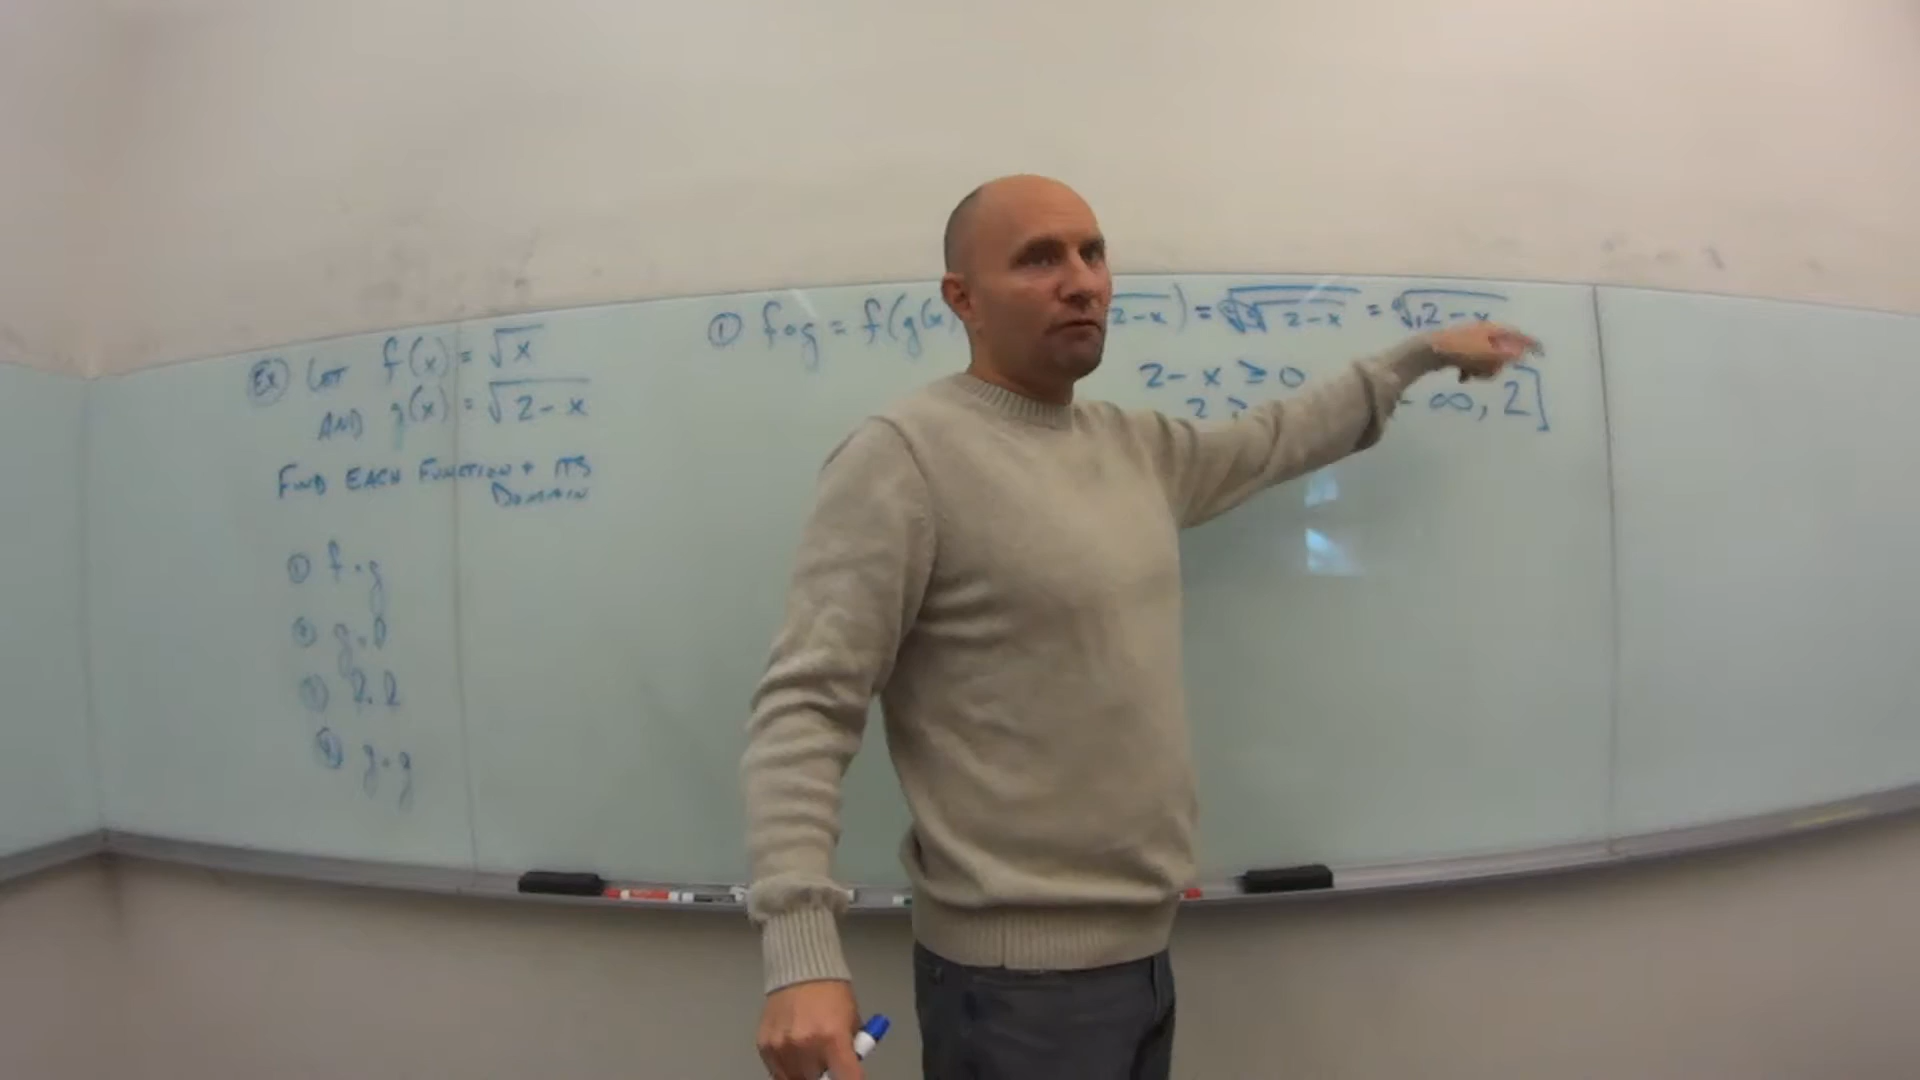 Ex) LET f(x) = √x
AND g(x) = √2-x
FIND EACH FUNCTION + ITS
DOMAIN
① f∘g
② g∘f
③ f∘f
④ g∘g
① f∘g = f(g(x) 2-x) = √√2-x = ∜2-x
2-x ≥ 0
2 ≥
-∞, 2]